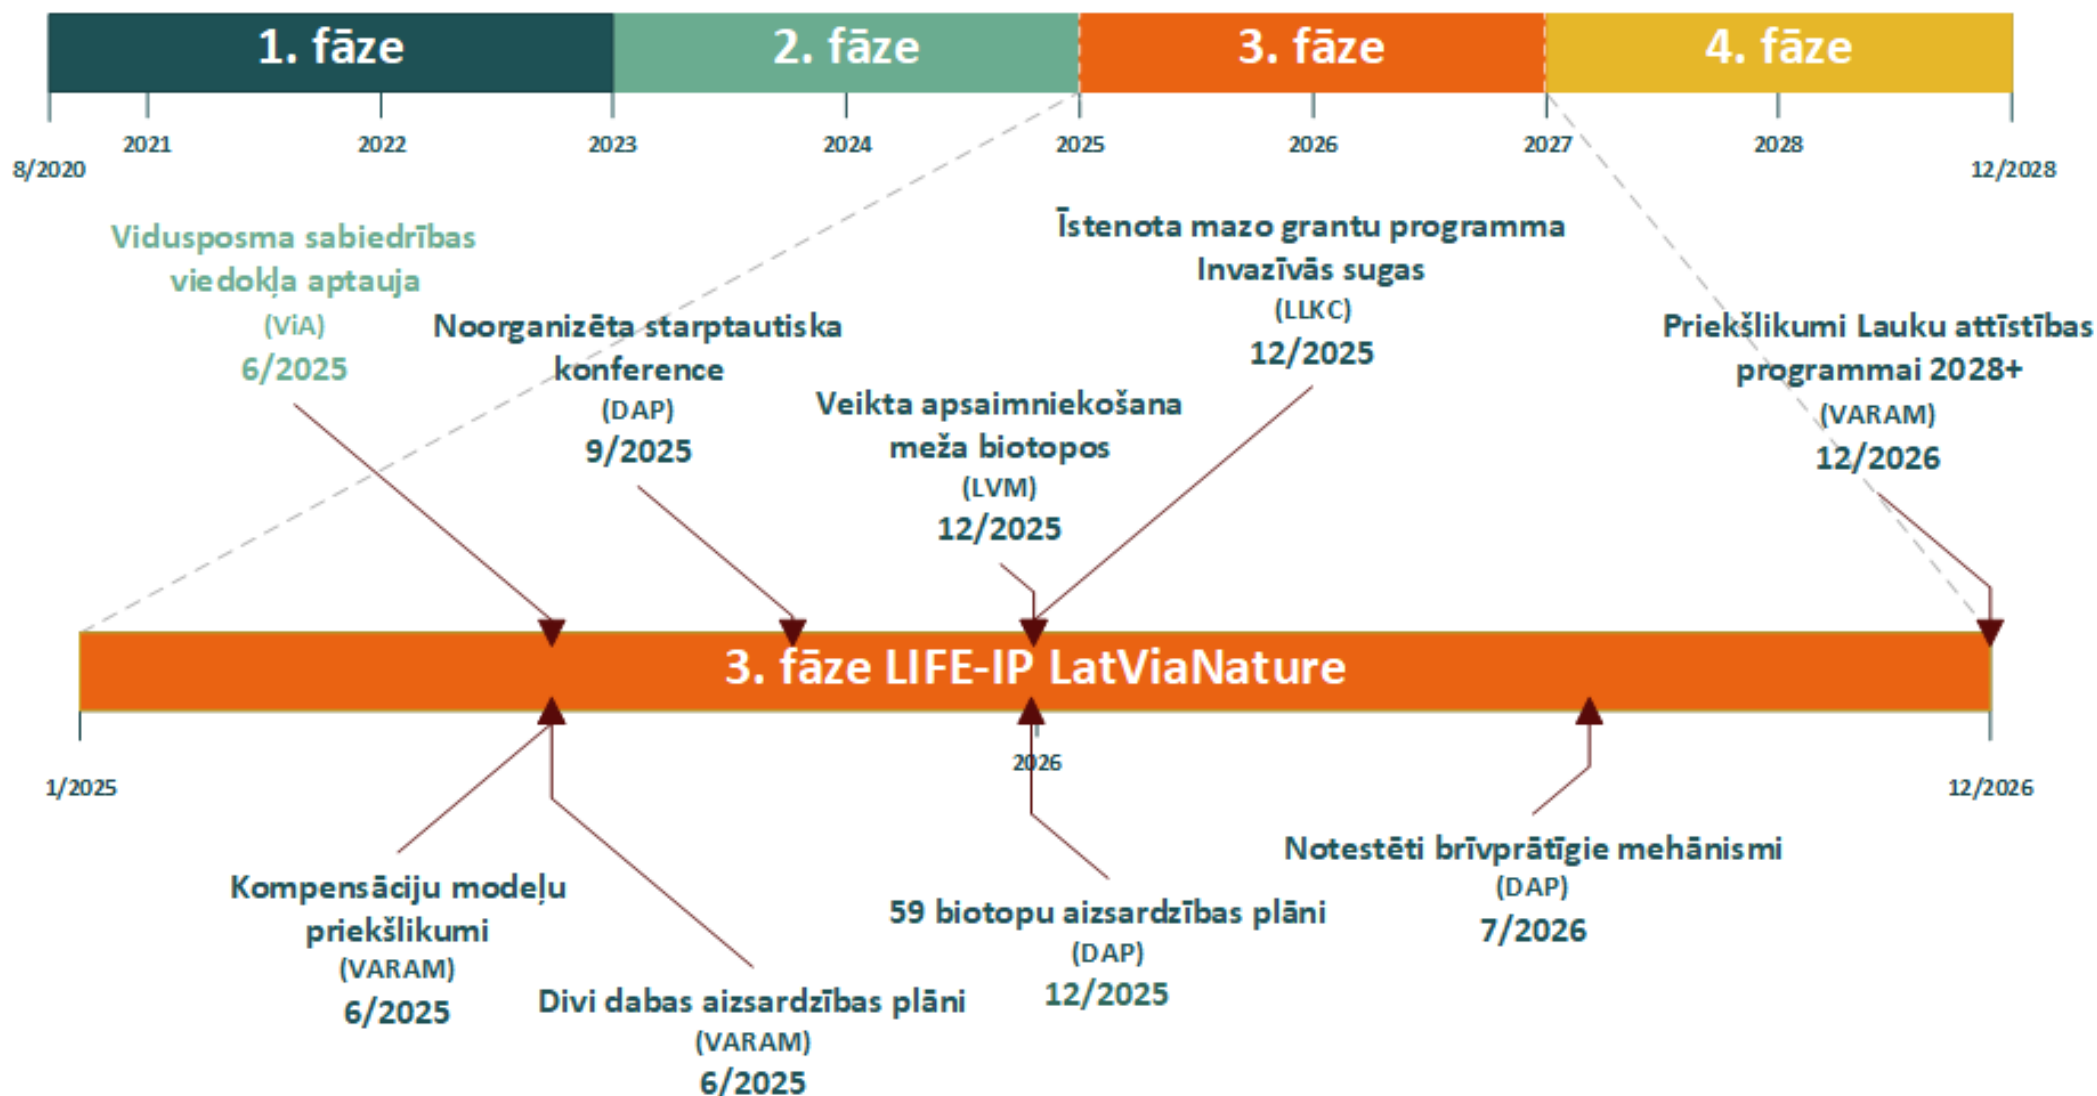 1. fāze
2. fāze
3. fāze
4. fāze
8/2020
2021
2022
2023
2024
2025
2026
2027
2028
12/2028
Vidusposma sabiedrības
viedokļa aptauja
(ViA)
6/2025
Noorganizēta starptautiska
konference
(DAP)
9/2025
Veikta apsaimniekošana
meža biotopos
(LVM)
12/2025
Īstenota mazo grantu programma
Invazīvās sugas
(LLKC)
12/2025
Priekšlikumi Lauku attīstības
programmai 2028+
(VARAM)
12/2026
3. fāze LIFE-IP LatViaNature
1/2025
2026
12/2026
Kompensāciju modeļu
priekšlikumi
(VARAM)
6/2025
Divi dabas aizsardzības plāni
(VARAM)
6/2025
59 biotopu aizsardzības plāni
(DAP)
12/2025
Notestēti brīvprātīgie mehānismi
(DAP)
7/2026